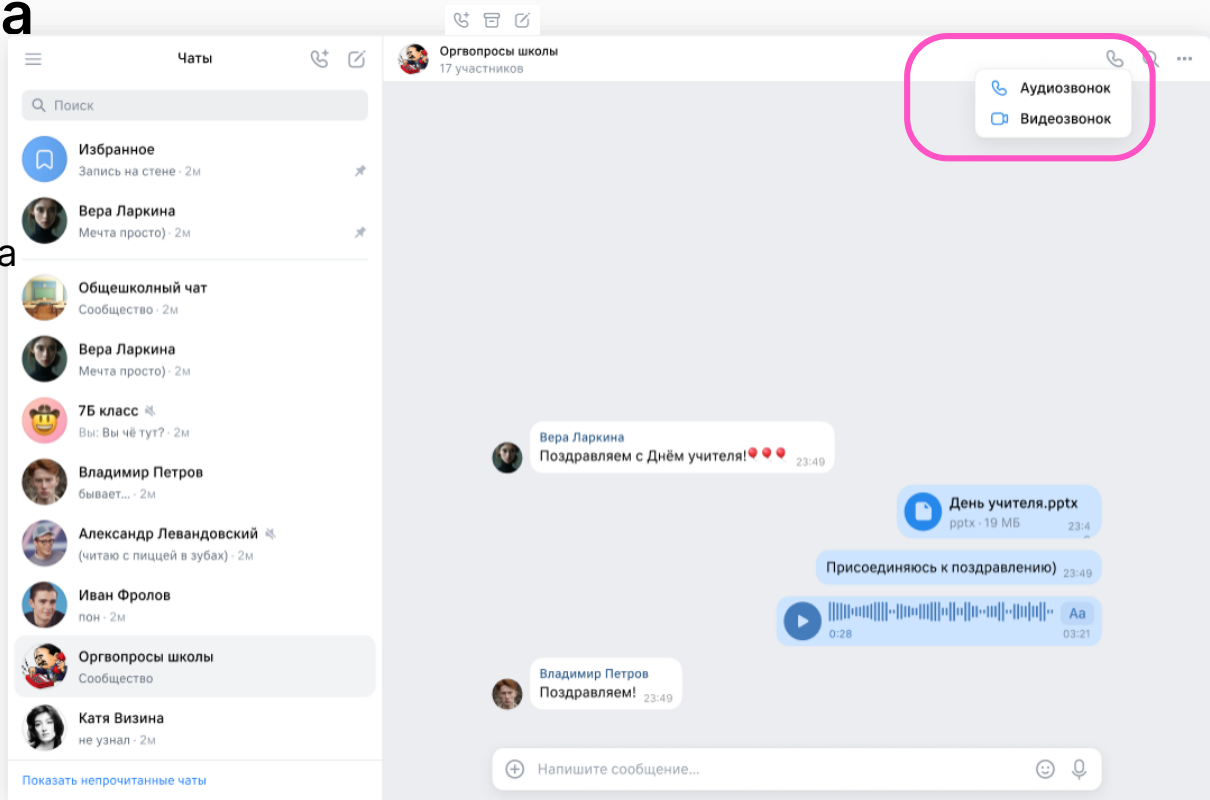 а
Чаты
Поиск
Избранное
Запись на стене · 2м
Вера Ларкина
Мечта просто) · 2м
а
Общешкольный чат
Сообщество · 2м
Вера Ларкина
Мечта просто) · 2м
7Б класс
Вы: Вы чё тут? · 2м
Владимир Петров
бывает... · 2м
Александр Левандовский
(читаю с пиццей в зубах) · 2м
Иван Фролов
пон · 2м
Оргвопросы школы
Сообщество
Катя Визина
не узнал · 2м
Показать непрочитанные чаты
Оргвопросы школы
17 участников
Аудиозвонок
Видеозвонок
Вера Ларкина
Поздравляем с Днём учителя! 23:49
День учителя.pptx
pptx · 19 МБ 23:4
Присоединяюсь к поздравлению) 23:49
Aa
0:28 03:21
Владимир Петров
Поздравляем! 23:49
Напишите сообщение...